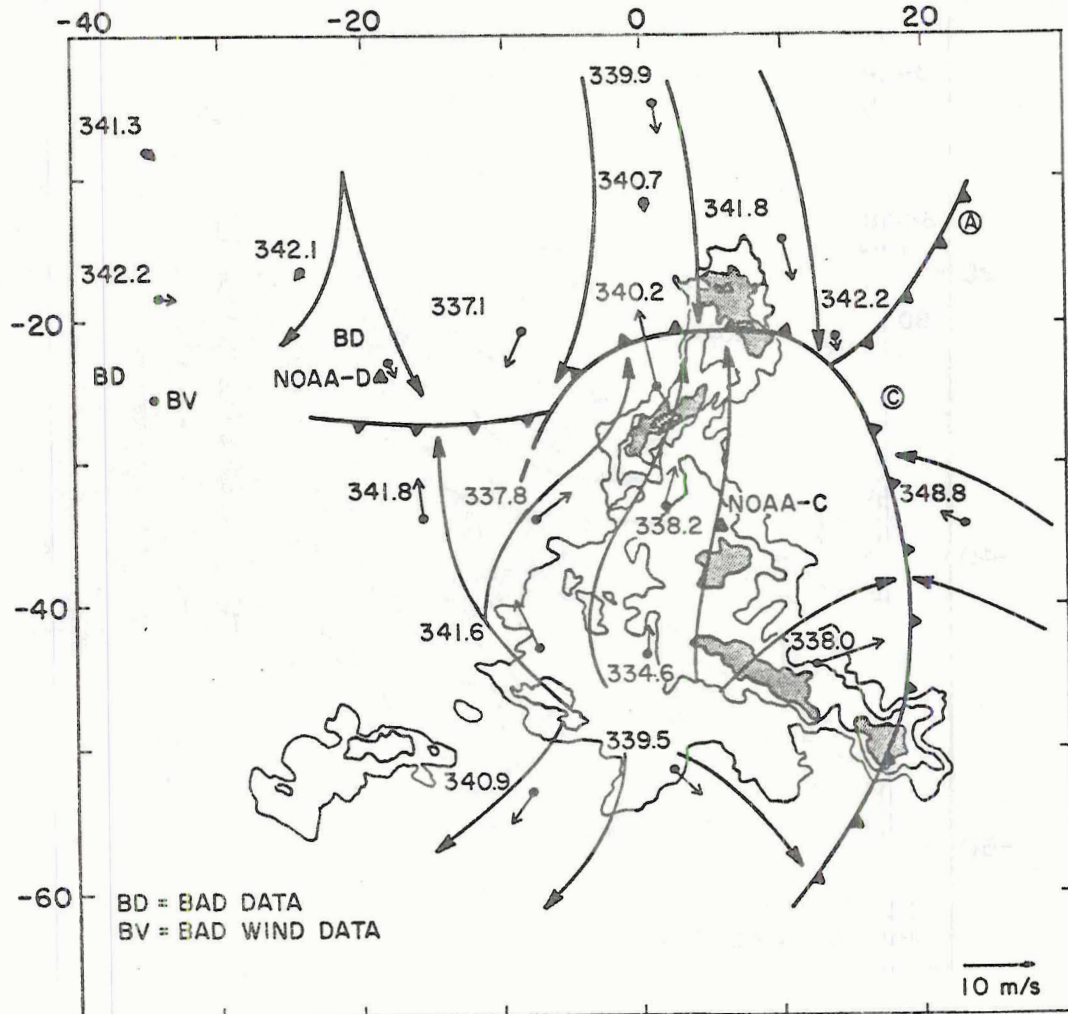 -40 -20 0 20
339.9
341.3
340.7
341.8
Ⓐ
342.1
342.2
337.1
340.2
342.2
-20
BD
BD
NOAA-D
BV
Ⓒ
341.8
337.8
NOAA-C
348.8
338.2
-40
341.6
338.0
334.6
339.5
340.9
-60
BD = BAD DATA
BV = BAD WIND DATA
10 m/s